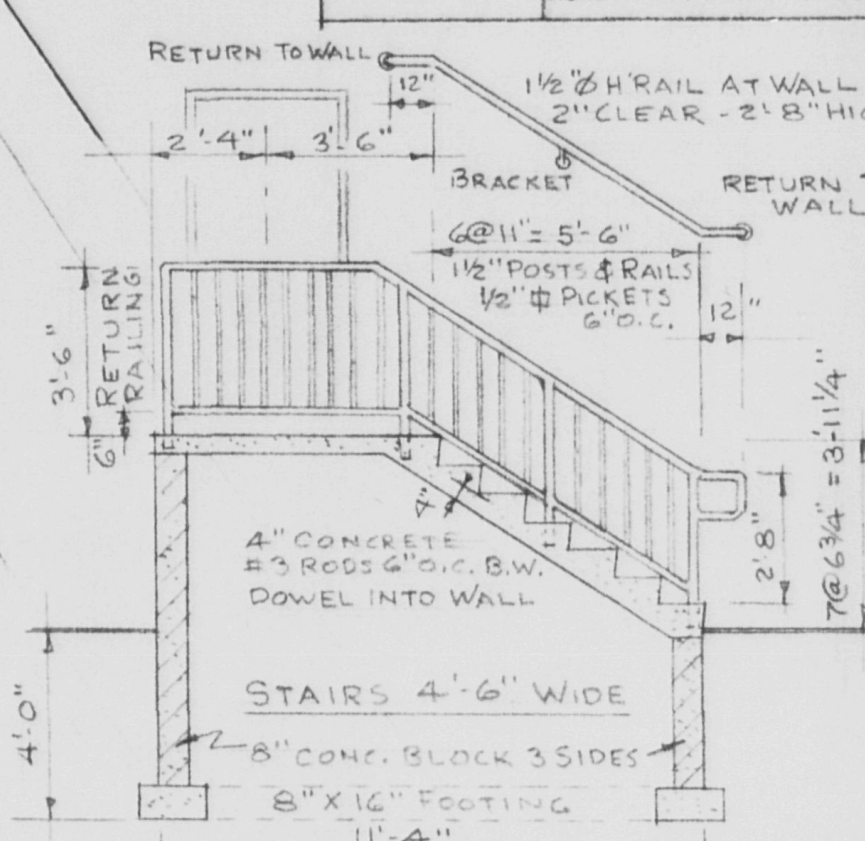 RETURN TO WALL
12"
1½"Ø H'RAIL AT WALL
2" CLEAR - 2'-8" HIG
2'-4"
3'-6"
BRACKET
RETURN T
WALL
6@11" = 5'-6"
1½" POSTS & RAILS
½" ⌷ PICKETS
6" O.C.
12"
3'-6"
RETURN
RAILING
6"
4"
4" CONCRETE
#3 RODS 6" O.C. B.W.
DOWEL INTO WALL
2'-8"
7@6¾" = 3'-11¼"
4'-0"
STAIRS 4'-6" WIDE
8" CONC. BLOCK 3 SIDES
8" X 16" FOOTING
11'-4"